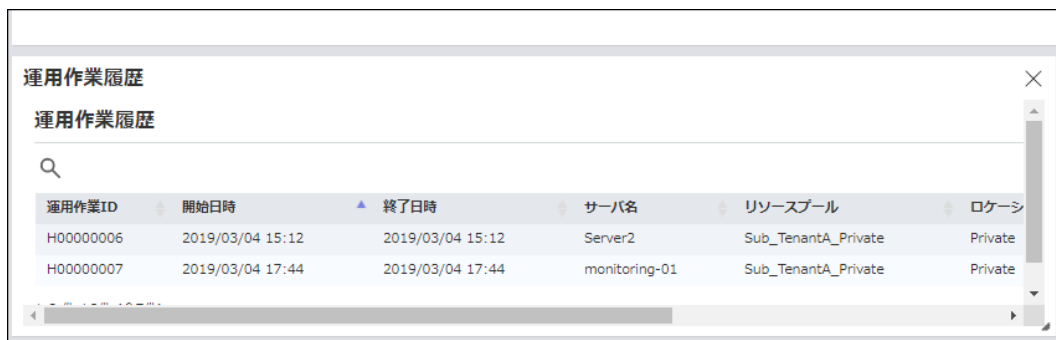 運用作業履歴
運用作業履歴
運用作業ID 開始日時 終了日時 サーバ名 リソースプール ロケーシ
H00000006 2019/03/04 15:12 2019/03/04 15:12 Server2 Sub_TenantA_Private Private
H00000007 2019/03/04 17:44 2019/03/04 17:44 monitoring-01 Sub_TenantA_Private Private